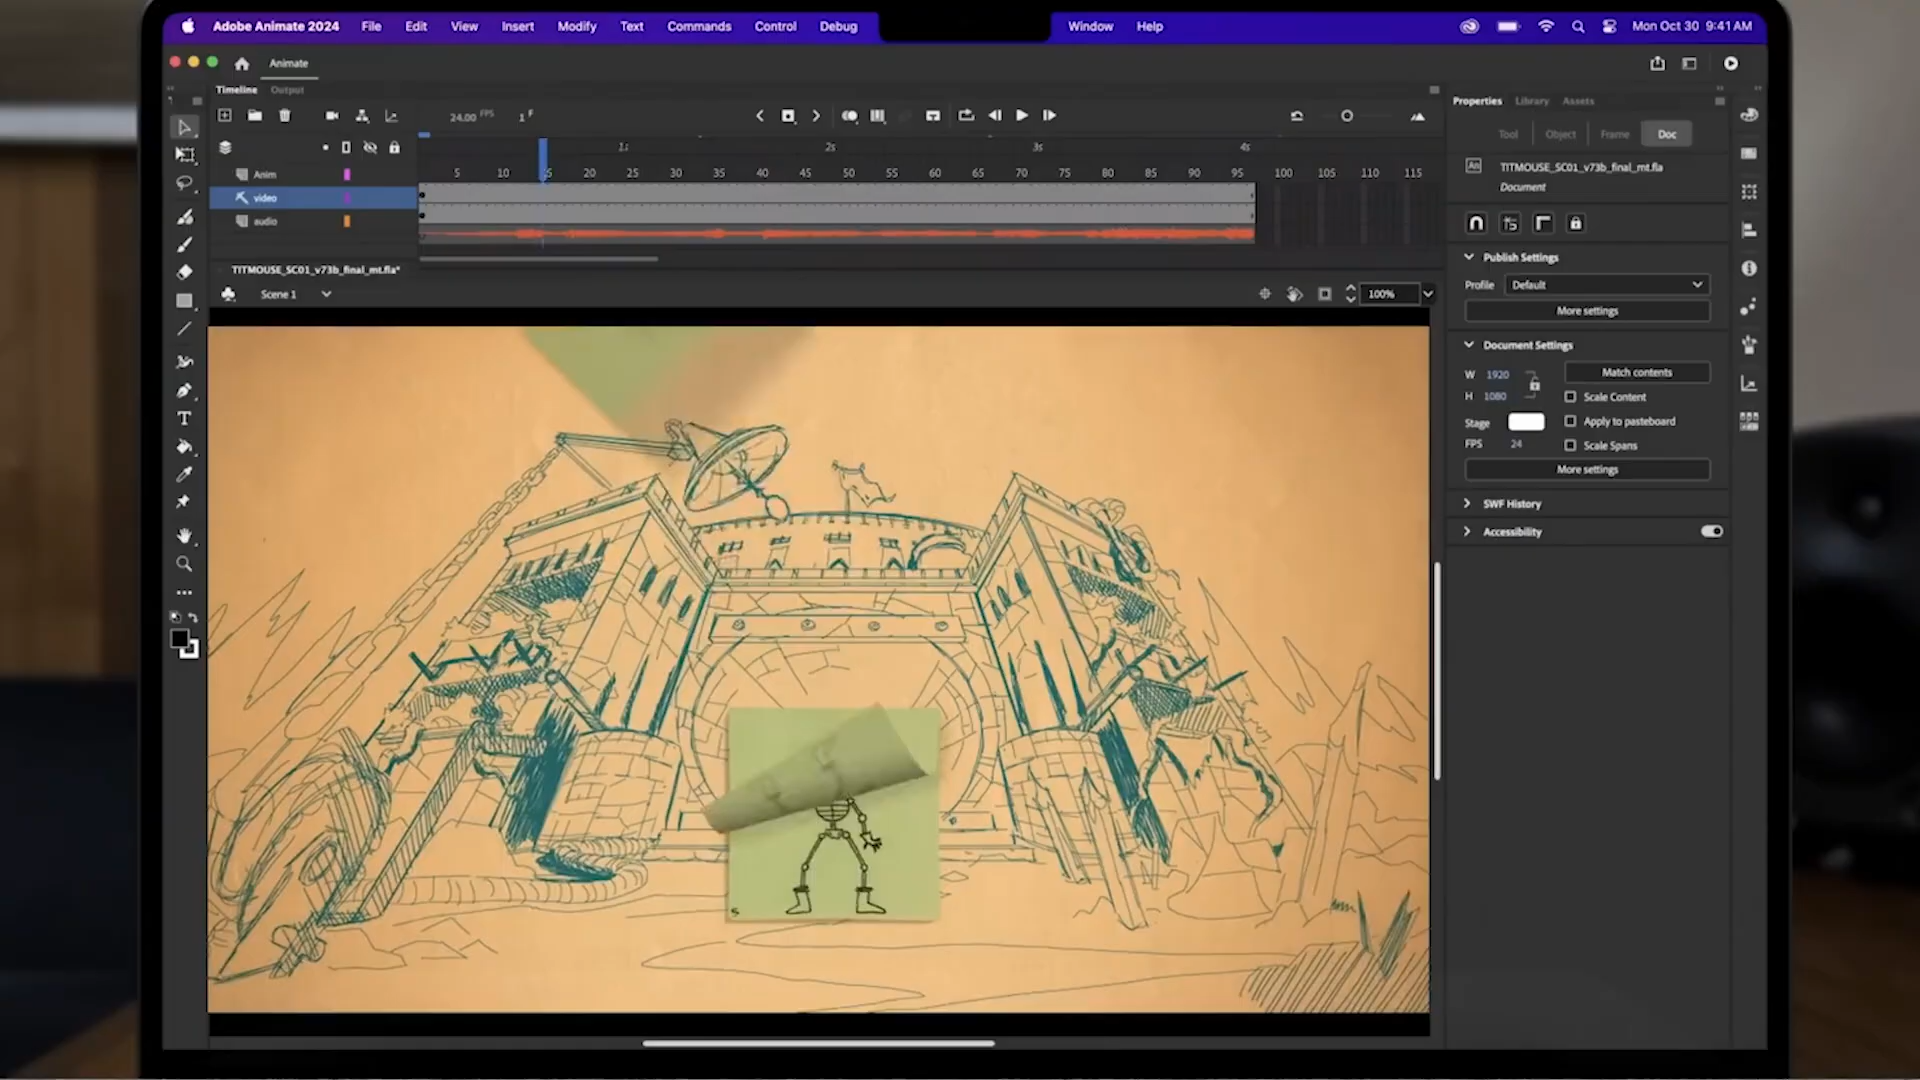 Adobe Animate 2024 File Edit View Insert Modify Text Commands Control Debug Window Help Mon Oct 30 9:41 AM
Animate
Timeline Output
Properties Library Assets
24.00 FPS 1 F
Tool Object Frame Doc
1s 2s 3s 4s
5 10 15 20 25 30 35 40 45 50 55 60 65 70 75 80 85 90 95 100 105 110 115
Anim
video
audio
An TITMOUSE_SC01_v73b_final_mt.fla
Document
TITMOUSE_SC01_v73b_final_mt.fla*
Scene 1 100%
Publish Settings
Profile Default
More settings
Document Settings
W 1920 Match contents
H 1080 Scale Content
Stage Apply to pasteboard
FPS 24 Scale Spans
More settings
SWF History
Accessibility
T
5